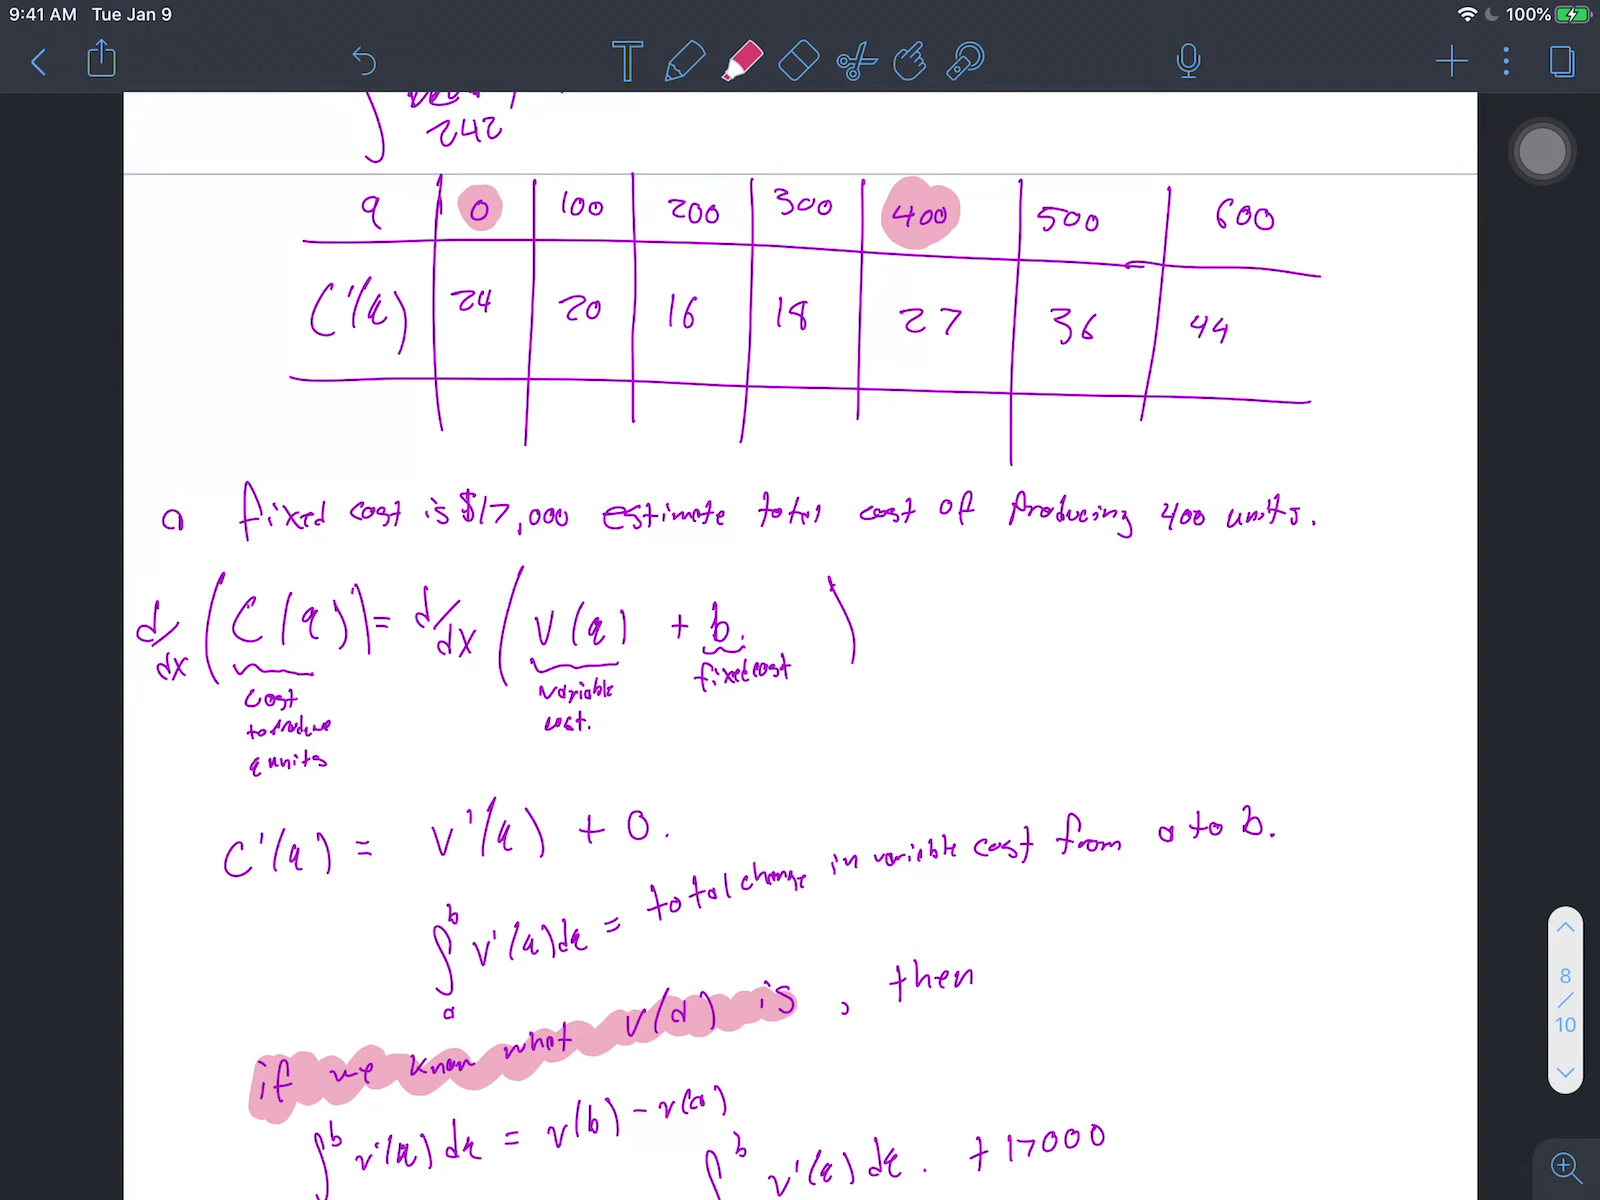 9:41 AM Tue Jan 9 100%
T
∫ 242
q 0 100 200 300 400 500 600
C'(q) 24 20 16 18 27 36 44
a fixed cost is $17,000 estimate total cost of producing 400 units.
d/dx (C(q)) = d/dx (V(q) + b.)
cost variable fixed cost
to produce cost.
q units
C'(q) = V'(q) + 0.
∫_a^b v'(q)dq = total change in variable cost from a to b.
if we know what V(q) is, then
∫^b v'(q) dq = v(b) - v(a)
∫^b v'(q) dq. + 17000
8
/
10